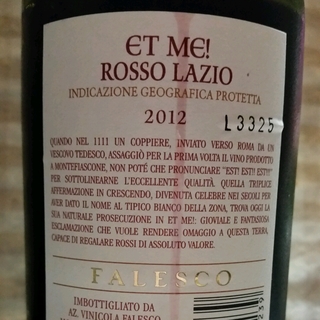 ET ME!
ROSSO LAZIO
INDICAZIONE GEOGRAFICA PROTETTA
2012
L3325
QUANDO NEL 1111 UN COPPIERE, INVIATO VERSO ROMA DA UN
VESCOVO TEDESCO, ASSAGGIÒ PER LA PRIMA VOLTA IL VINO PRODOTTO
A MONTEFIASCONE, NON POTÉ CHE PRONUNCIARE "EST! EST!! EST!!!"
PER SOTTOLINEARNE L'ECCELLENTE QUALITÀ. QUELLA TRIPLICE
AFFERMAZIONE IN CRESCENDO, DIVENUTA CELEBRE NEI SECOLI PER
AVER DATO IL NOME AL TIPICO BIANCO DELLA ZONA, TROVA OGGI LA
SUA NATURALE PROSECUZIONE IN ET ME!: GIOVIALE E FANTASIOSA
ESCLAMAZIONE CHE VUOLE RENDERE OMAGGIO A QUESTA TERRA,
CAPACE DI REGALARE ROSSI DI ASSOLUTO VALORE.
FALESCO
IMBOTTIGLIATO DA
AZ. VINICOLA FALESCO